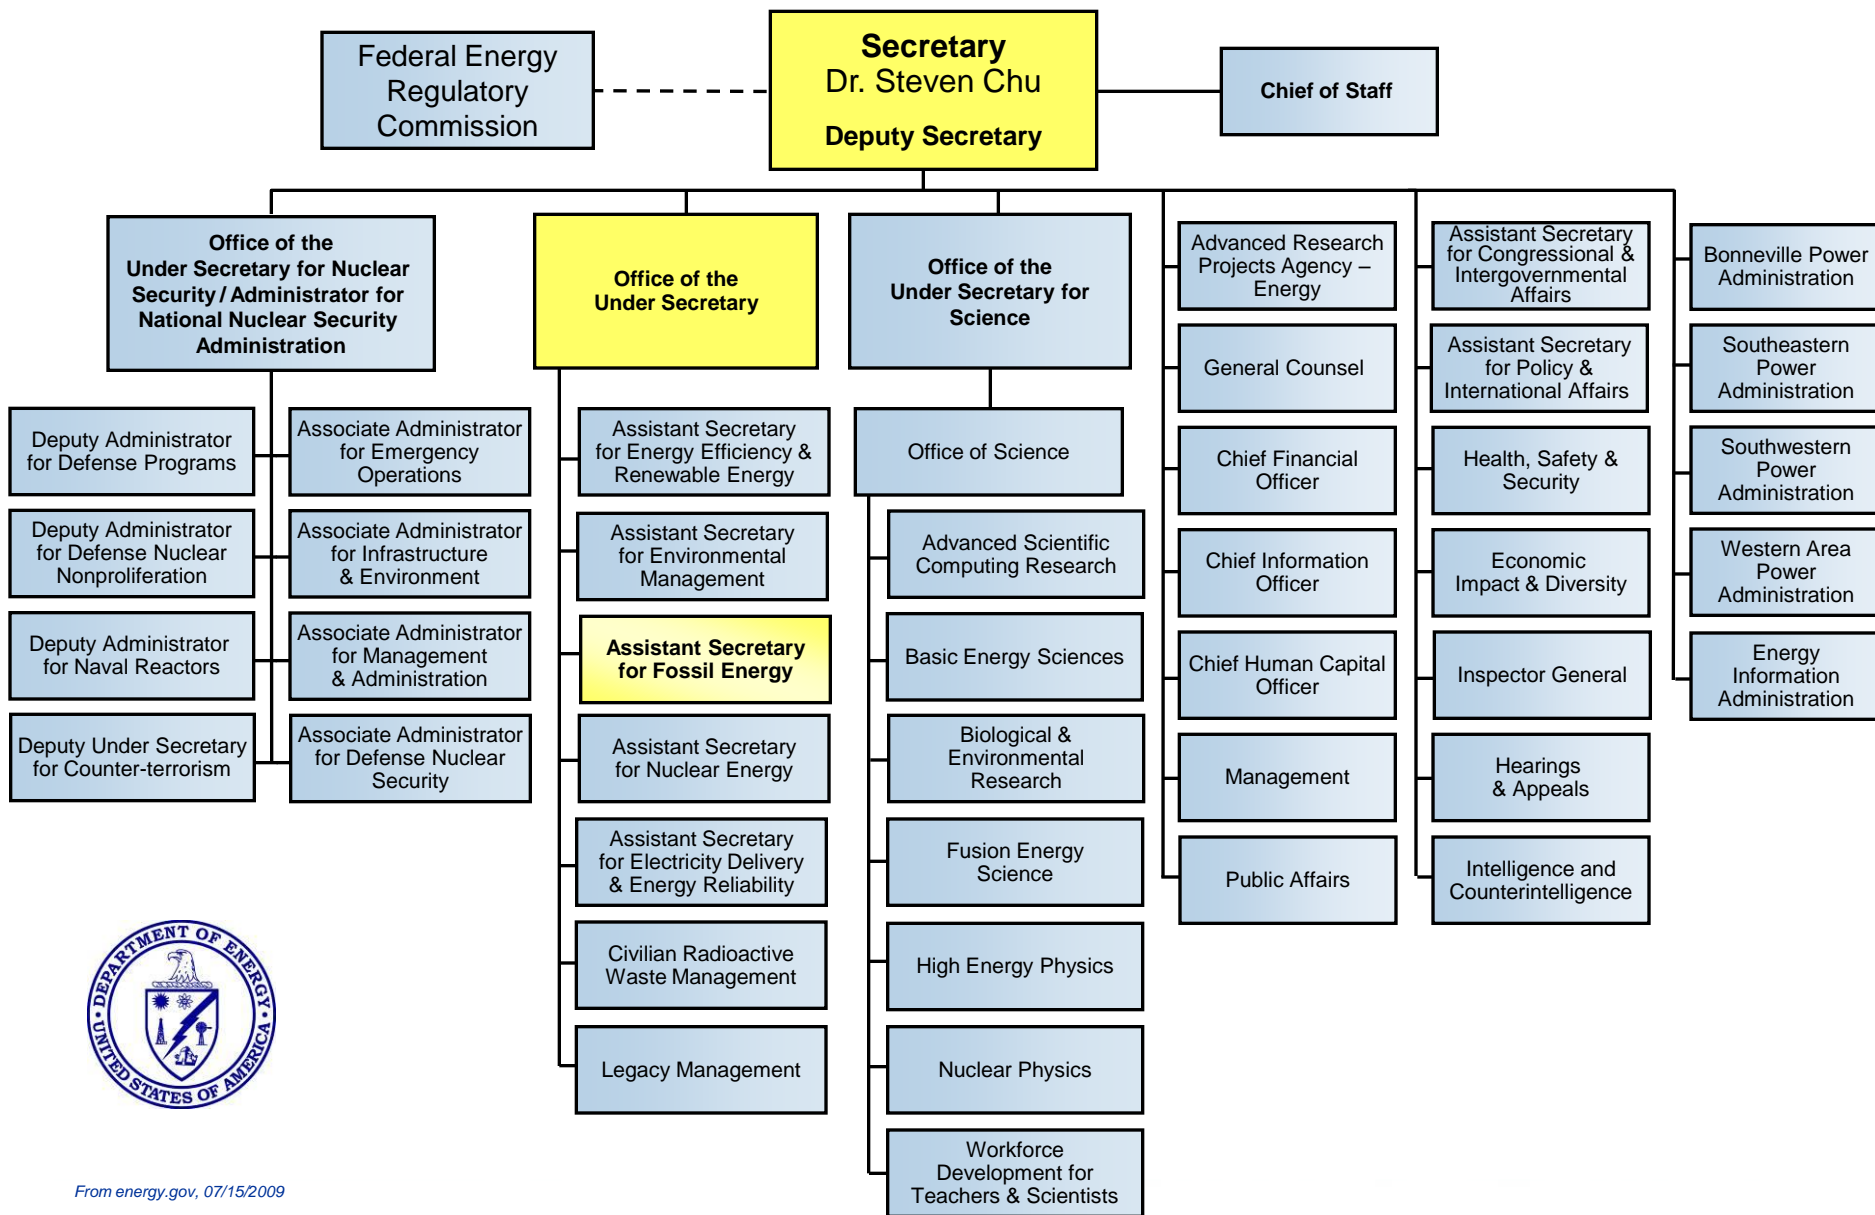 Federal Energy
Regulatory
Commission
Secretary
Dr. Steven Chu
Deputy Secretary
Chief of Staff
Office of the
Under Secretary for Nuclear
Security / Administrator for
National Nuclear Security
Administration
Deputy Administrator
for Defense Programs
Associate Administrator
for Emergency
Operations
Deputy Administrator
for Defense Nuclear
Nonproliferation
Associate Administrator
for Infrastructure
& Environment
Deputy Administrator
for Naval Reactors
Associate Administrator
for Management
& Administration
Deputy Under Secretary
for Counter-terrorism
Associate Administrator
for Defense Nuclear
Security
Office of the
Under Secretary
Assistant Secretary
for Energy Efficiency &
Renewable Energy
Assistant Secretary
for Environmental
Management
Assistant Secretary
for Fossil Energy
Assistant Secretary
for Nuclear Energy
Assistant Secretary
for Electricity Delivery
& Energy Reliability
Civilian Radioactive
Waste Management
Legacy Management
Office of the
Under Secretary for
Science
Office of Science
Advanced Scientific
Computing Research
Basic Energy Sciences
Biological &
Environmental
Research
Fusion Energy
Science
High Energy Physics
Nuclear Physics
Workforce
Development for
Teachers & Scientists
Advanced Research
Projects Agency –
Energy
General Counsel
Chief Financial
Officer
Chief Information
Officer
Chief Human Capital
Officer
Management
Public Affairs
Assistant Secretary
for Congressional &
Intergovernmental
Affairs
Assistant Secretary
for Policy &
International Affairs
Health, Safety &
Security
Economic
Impact & Diversity
Inspector General
Hearings
& Appeals
Intelligence and
Counterintelligence
Bonneville Power
Administration
Southeastern
Power
Administration
Southwestern
Power
Administration
Western Area
Power
Administration
Energy
Information
Administration
DEPARTMENT OF ENERGY
UNITED STATES OF AMERICA
From energy.gov, 07/15/2009